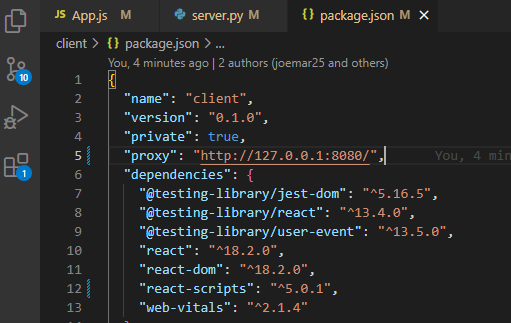 App.js M server.py M package.json M
client > package.json > ...
You, 4 minutes ago | 2 authors (joemar25 and others)
1 {
2 "name": "client",
3 "version": "0.1.0",
4 "private": true,
5 "proxy": "http://127.0.0.1:8080/", You, 4 min
6 "dependencies": {
7 "@testing-library/jest-dom": "^5.16.5",
8 "@testing-library/react": "^13.4.0",
9 "@testing-library/user-event": "^13.5.0",
10 "react": "^18.2.0",
11 "react-dom": "^18.2.0",
12 "react-scripts": "^5.0.1",
13 "web-vitals": "^2.1.4"
10
1